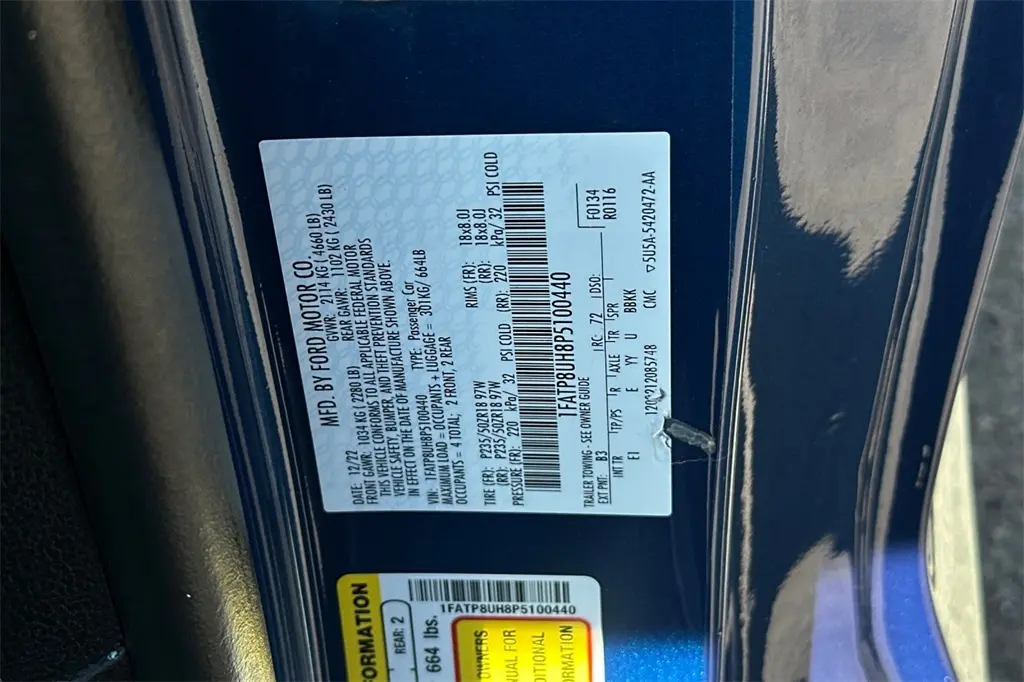 MFD. BY FORD MOTOR CO.
DATE: 12/22 GVWR: 2114 KG ( 4660 LB)
FRONT GAWR: 1034 KG ( 2280 LB) REAR GAWR: 1102 KG ( 2430 LB)
THIS VEHICLE CONFORMS TO ALL APPLICABLE FEDERAL MOTOR
VEHICLE SAFETY, BUMPER, AND THEFT PREVENTION STANDARDS
IN EFFECT ON THE DATE OF MANUFACTURE SHOWN ABOVE.
VIN: 1FATP8UH8P5100440 TYPE: Passenger Car
MAXIMUM LOAD = OCCUPANTS + LUGGAGE = 301KG/ 664LB
OCCUPANTS = 4 TOTAL; 2 FRONT, 2 REAR
TIRE (FR): P235/50ZR18 97W RIMS (FR): 18x8.0J
(RR): P235/50ZR18 97W (RR): 18x8.0J
PRESSURE (FR): 220 kPa/ 32 PSI COLD (RR): 220 kPa/ 32 PSI COLD
1FATP8UH8P5100440
TRAILER TOWING - SEE OWNER GUIDE
F0134
R0116
EXT PNT: B3 RC: 72 DSO:
INT TR TP/PS R AXLE TR SPR
EI E YY U BBKK
CMC ▽5U5A-5420472-AA
FORMATION
REAR: 2
664 lbs.
1FATP8UH8P5100440
OWNERS
FOR